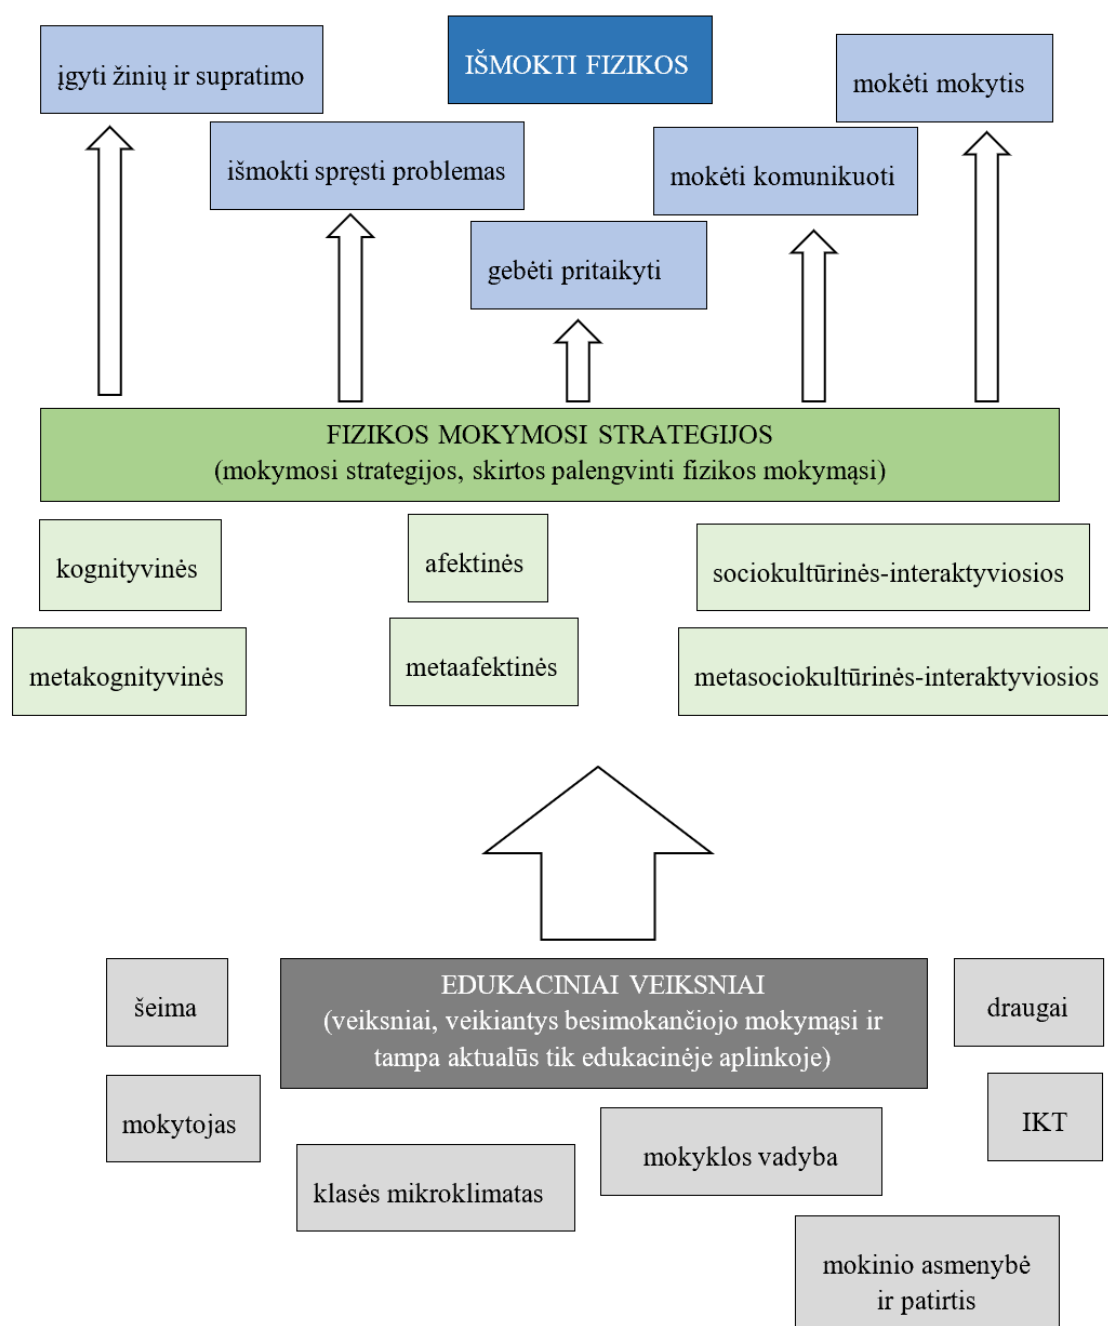 IŠMOKTI FIZIKOS
įgyti žinių ir supratimo
mokėti mokytis
išmokti spręsti problemas
mokėti komunikuoti
gebėti pritaikyti
FIZIKOS MOKYMOSI STRATEGIJOS
(mokymosi strategijos, skirtos palengvinti fizikos mokymąsi)
kognityvinės
afektinės
sociokultūrinės-interaktyviosios
metakognityvinės
metaafektinės
metasociokultūrinės-interaktyviosios
EDUKACINIAI VEIKSNIAI
(veiksniai, veikiantys besimokančiojo mokymąsi ir
tampa aktualūs tik edukacinėje aplinkoje)
šeima
draugai
mokytojas
IKT
mokyklos vadyba
klasės mikroklimatas
mokinio asmenybė
ir patirtis